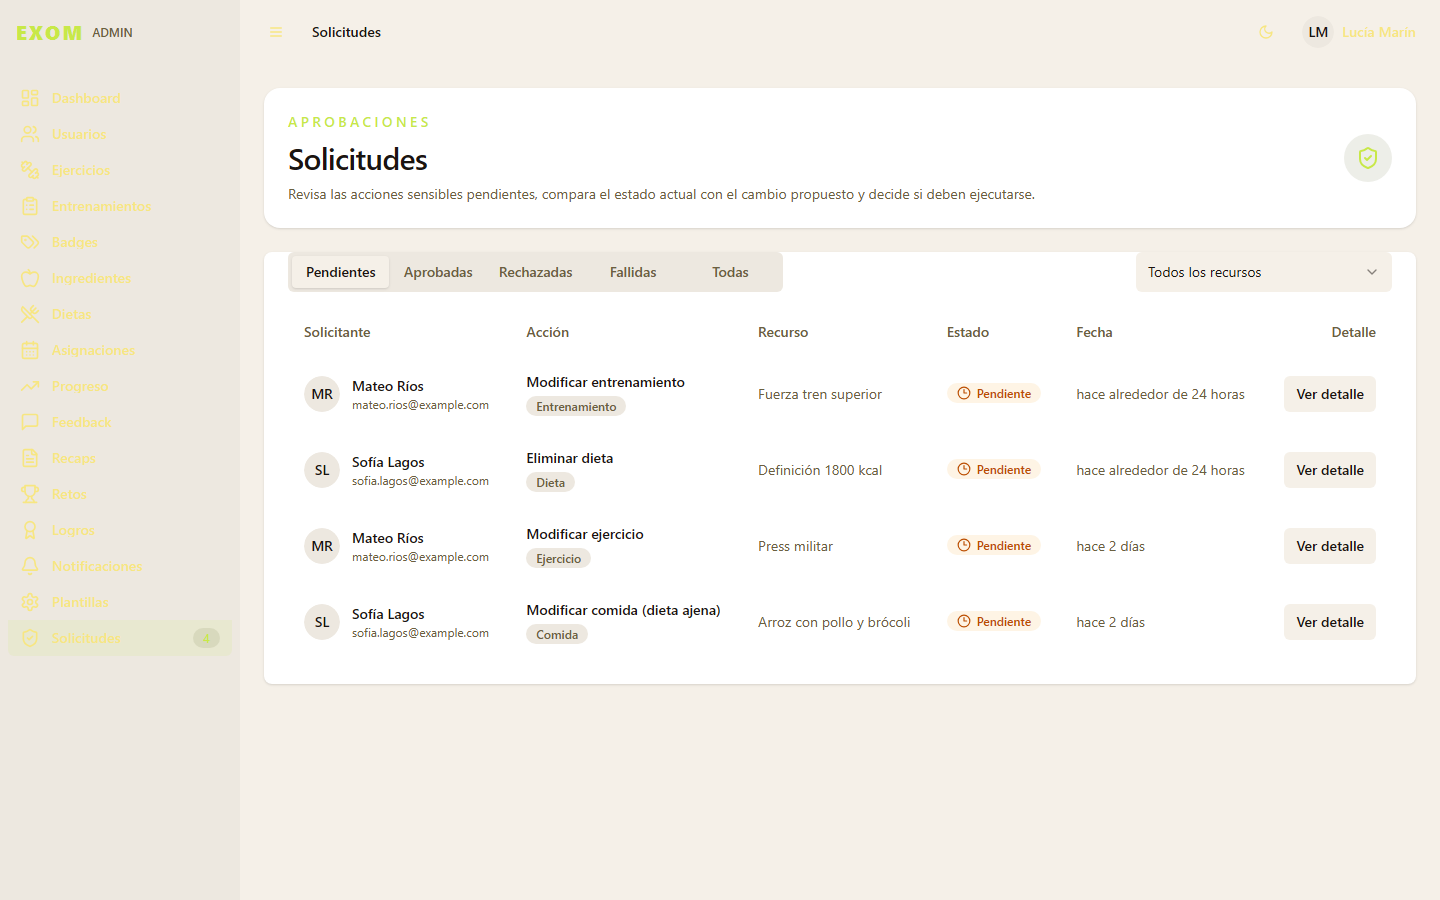 EXOM ADMIN
Solicitudes
LM Lucía Marín
Dashboard
Usuarios
Ejercicios
Entrenamientos
Badges
Ingredientes
Dietas
Asignaciones
Progreso
Feedback
Recaps
Retos
Logros
Notificaciones
Plantillas
Solicitudes 4
APROBACIONES
Solicitudes
Revisa las acciones sensibles pendientes, compara el estado actual con el cambio propuesto y decide si deben ejecutarse.
Pendientes Aprobadas Rechazadas Fallidas Todas Todos los recursos
Solicitante Acción Recurso Estado Fecha Detalle
MR Mateo Ríos Modificar entrenamiento Fuerza tren superior Pendiente hace alrededor de 24 horas Ver detalle
mateo.rios@example.com Entrenamiento
SL Sofía Lagos Eliminar dieta Definición 1800 kcal Pendiente hace alrededor de 24 horas Ver detalle
sofia.lagos@example.com Dieta
MR Mateo Ríos Modificar ejercicio Press militar Pendiente hace 2 días Ver detalle
mateo.rios@example.com Ejercicio
SL Sofía Lagos Modificar comida (dieta ajena) Arroz con pollo y brócoli Pendiente hace 2 días Ver detalle
sofia.lagos@example.com Comida